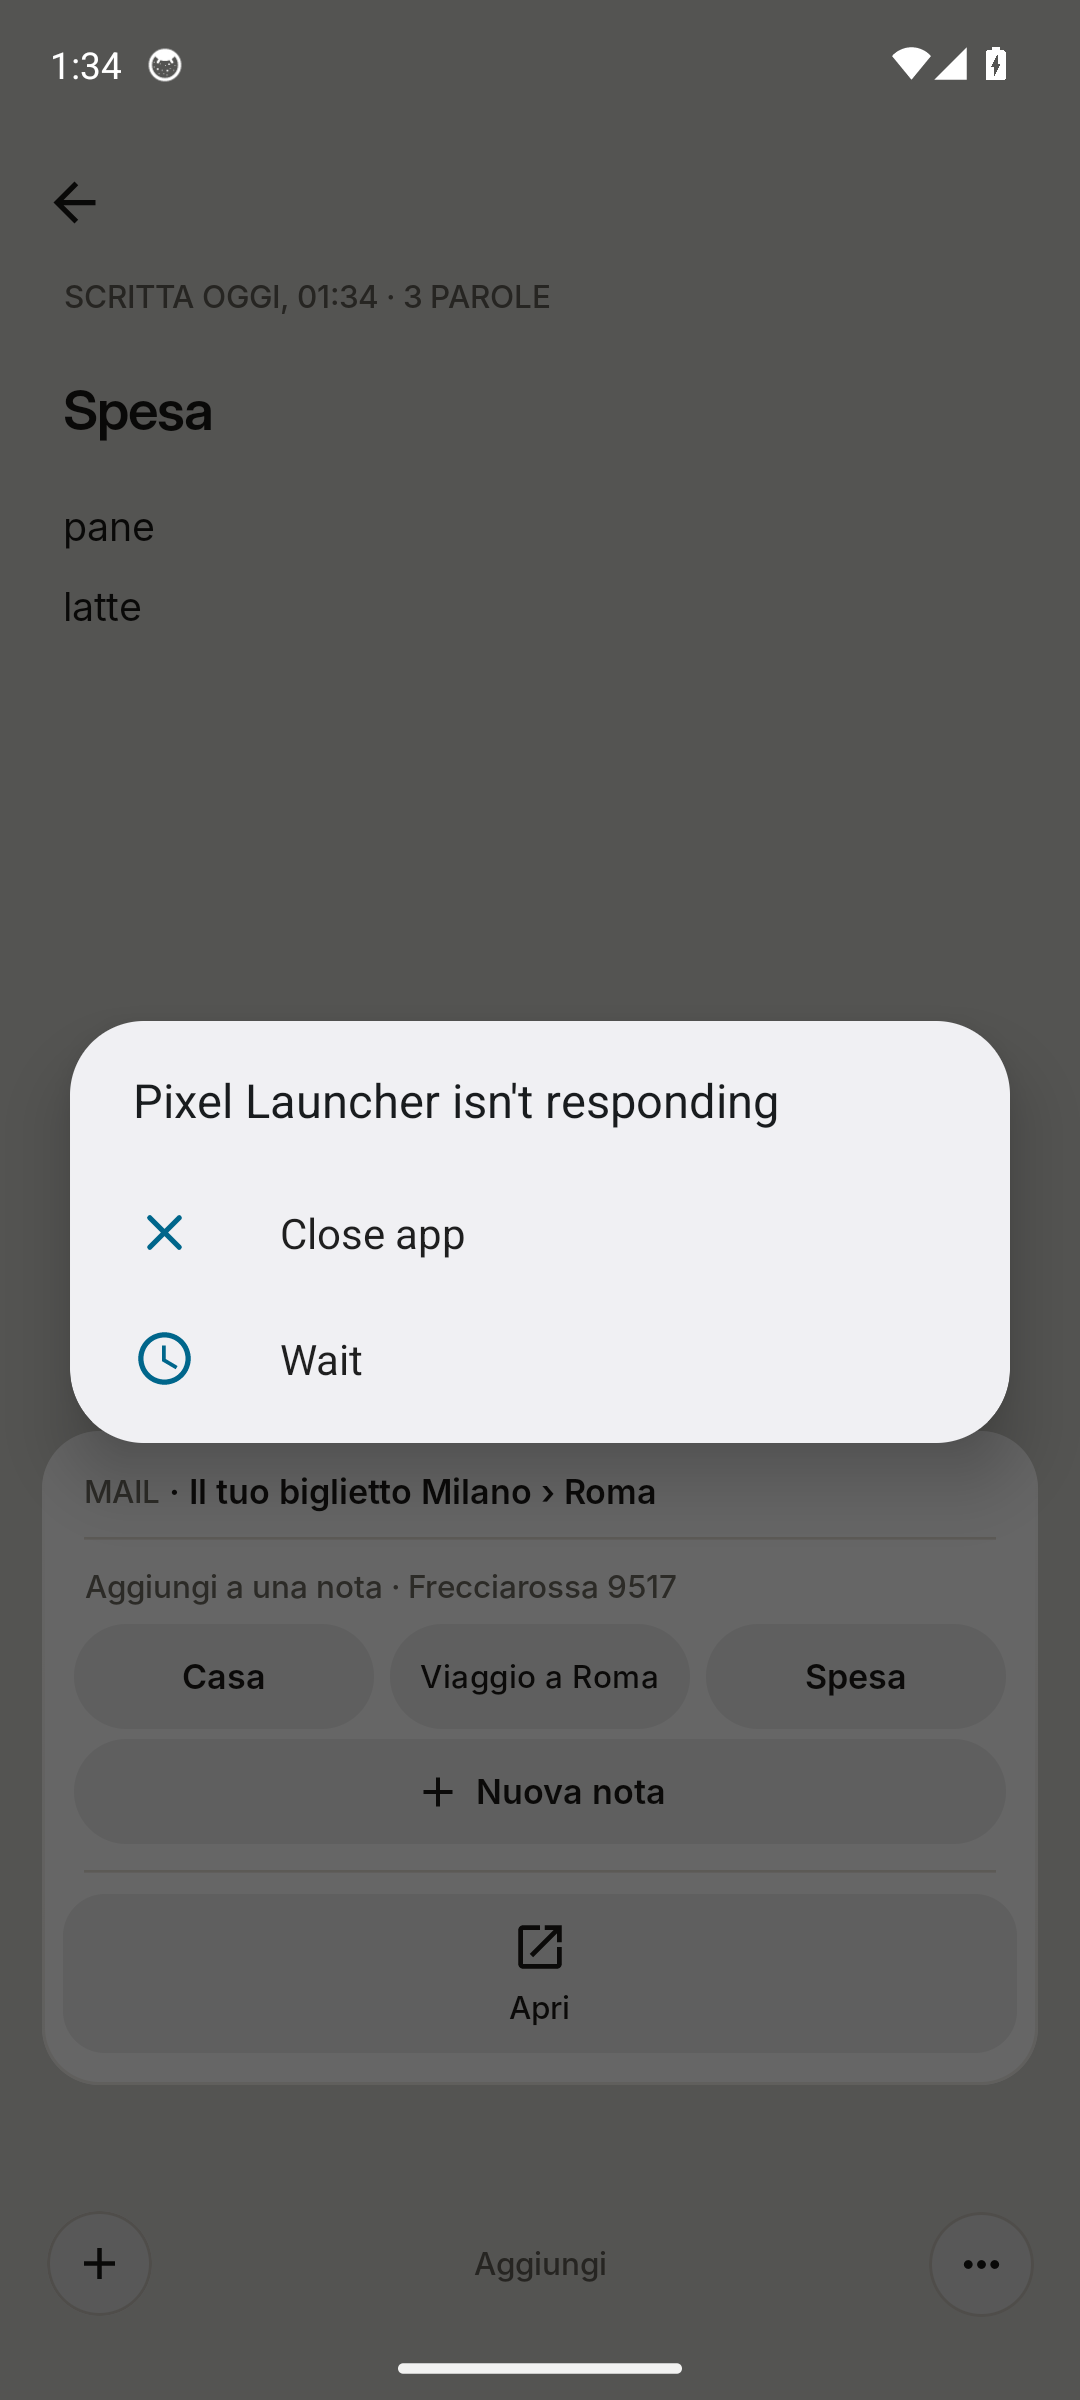 1:34
SCRITTA OGGI, 01:34 · 3 PAROLE
Spesa
pane
latte
Pixel Launcher isn't responding
Close app
Wait
MAIL · Il tuo biglietto Milano › Roma
Aggiungi a una nota · Frecciarossa 9517
Casa
Viaggio a Roma
Spesa
Nuova nota
Apri
Aggiungi